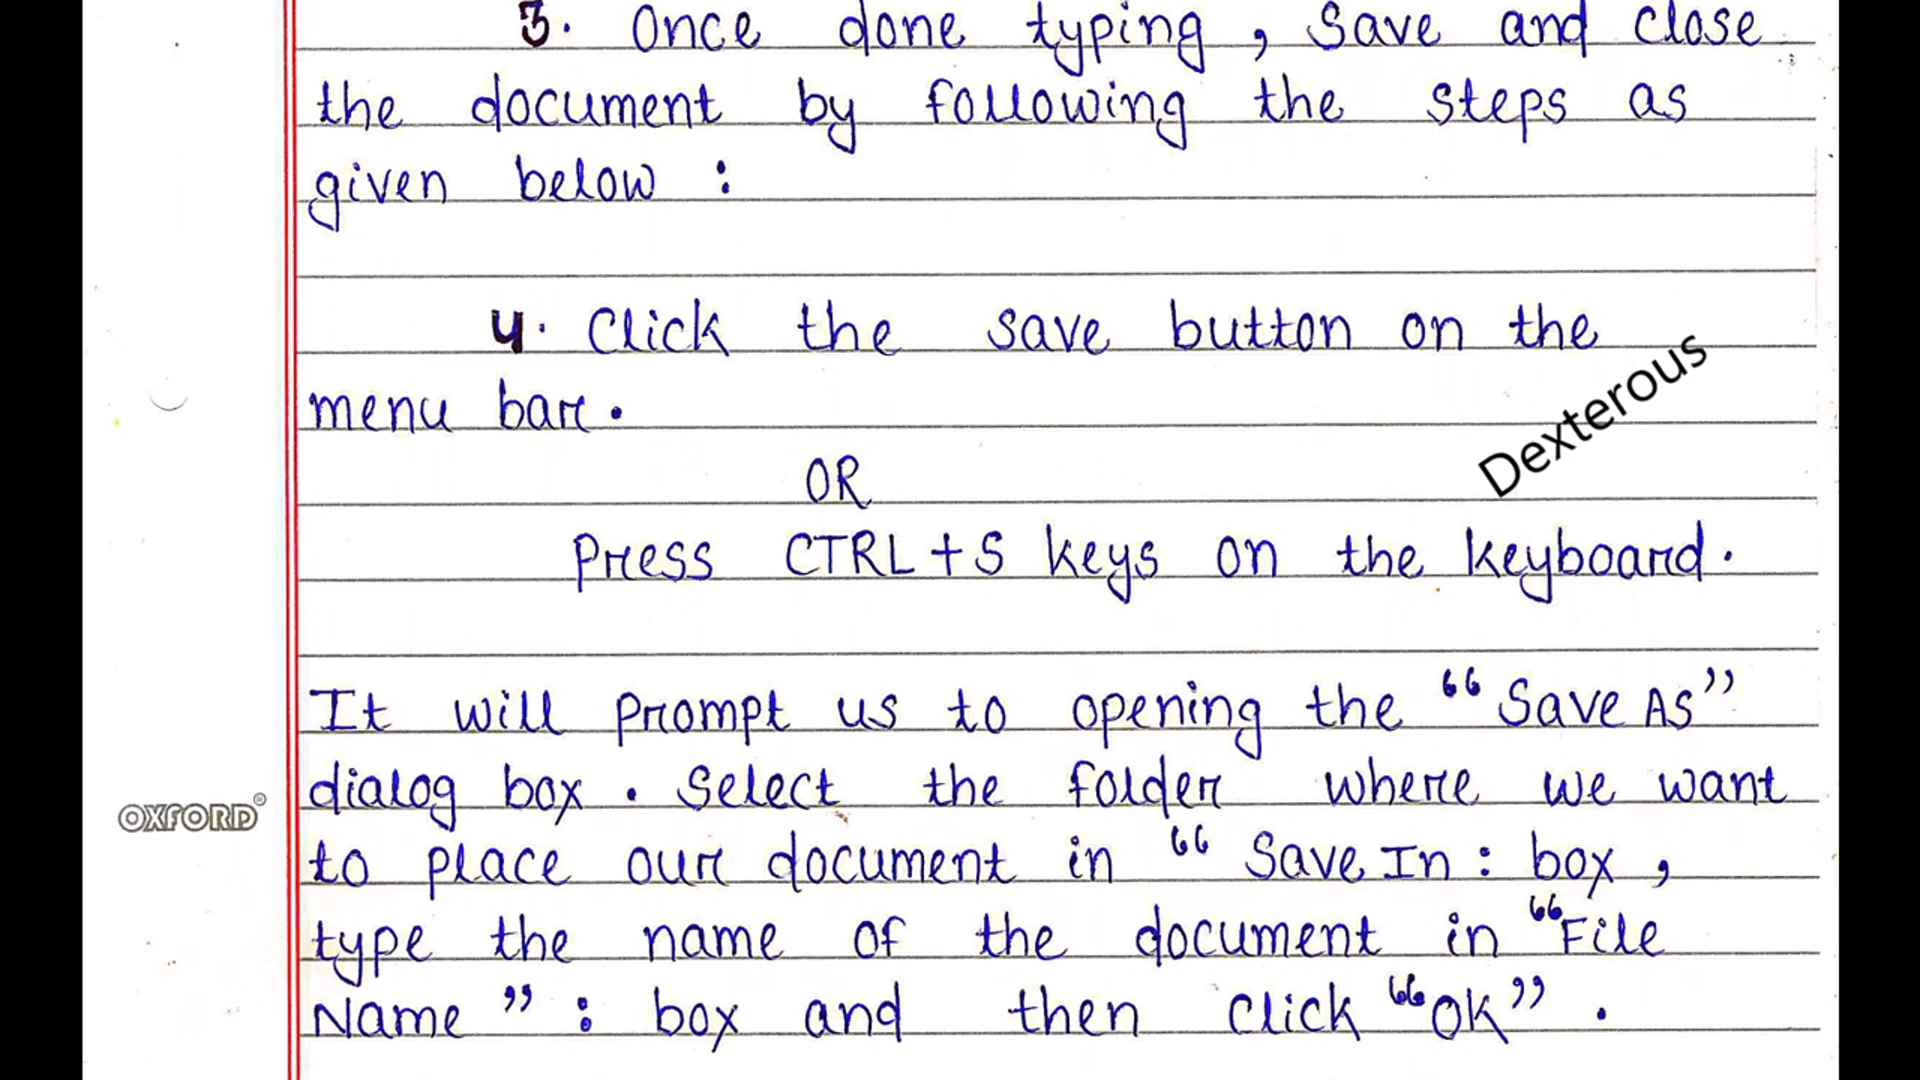 3. Once done typing, Save and Close
the document by following the steps as
given below :
4. Click the save button on the
menu bar.
Dexterous
OR
Press CTRL+S keys on the keyboard.
It will prompt us to opening the “Save As”
dialog box. Select the folder where we want
OXFORD®
to place our document in “ Save In : box ,
type the name of the document in “File
Name ” : box and then click “OK” .